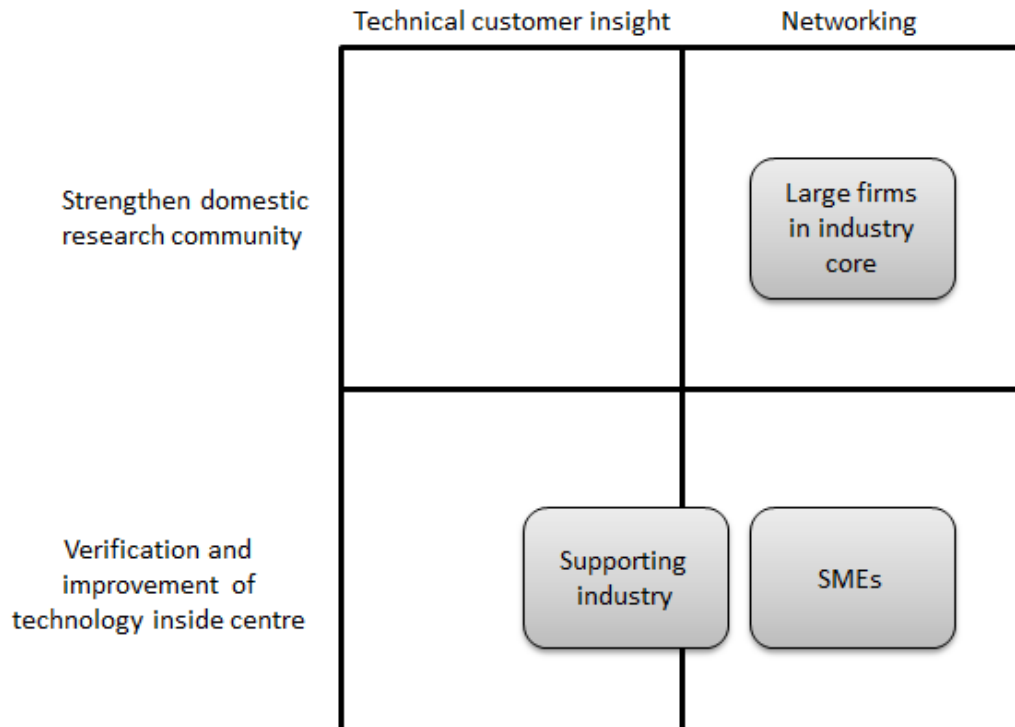 Technical customer insight
Networking
Strengthen domestic
research community
Large firms
in industry
core
Verification and
improvement of
technology inside centre
Supporting
industry
SMEs